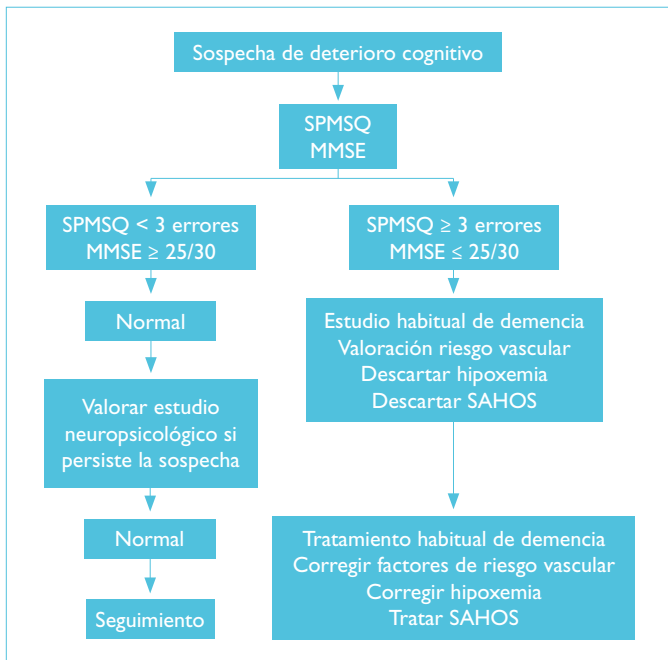 Sospecha de deterioro cognitivo
SPMSQ
MMSE
SPMSQ < 3 errores
MMSE ≥ 25/30
SPMSQ ≥ 3 errores
MMSE ≤ 25/30
Normal
Valorar estudio
neuropsicológico si
persiste la sospecha
Normal
Seguimiento
Estudio habitual de demencia
Valoración riesgo vascular
Descartar hipoxemia
Descartar SAHOS
Tratamiento habitual de demencia
Corregir factores de riesgo vascular
Corregir hipoxemia
Tratar SAHOS